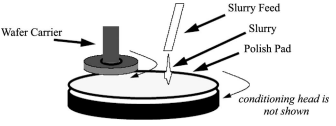 Slurry Feed
Wafer Carrier
Slurry
Polish Pad
conditioning head is
not shown